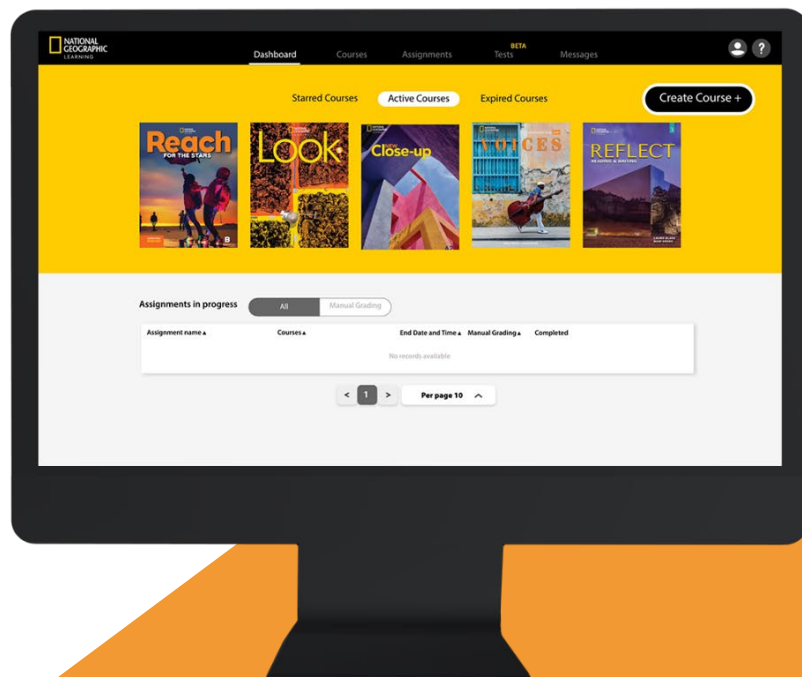 NATIONAL
GEOGRAPHIC
LEARNING
Dashboard Courses Assignments BETA Tests Messages ?
Starred Courses Active Courses Expired Courses Create Course +
Reach
FOR THE STARS
B
Look
NEW
Close-up
VOICES
REFLECT
READING & WRITING
Assignments in progress All Manual Grading
Assignment name ▴ Courses ▴ End Date and Time ▴ Manual Grading ▴ Completed
No records available
< 1 > Per page 10